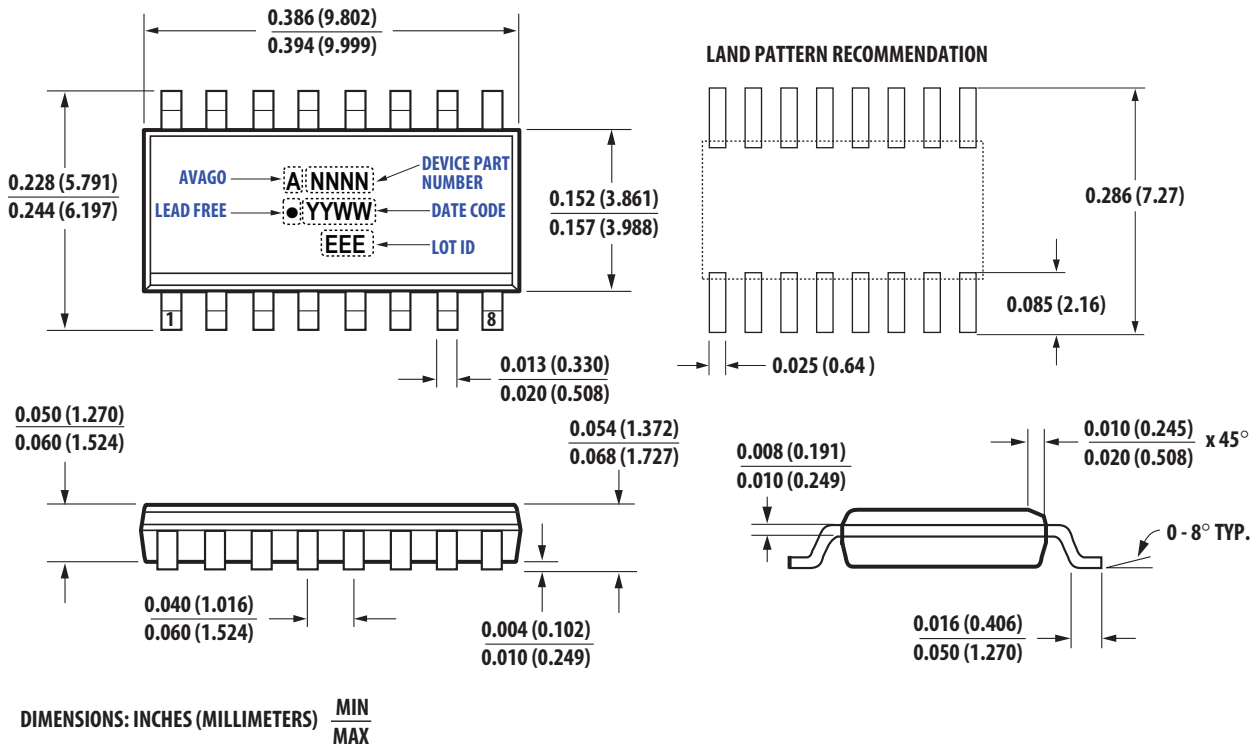 0.386 (9.802)
0.394 (9.999)
LAND PATTERN RECOMMENDATION
0.228 (5.791)
0.244 (6.197)
AVAGO
A NNNN
DEVICE PART
NUMBER
LEAD FREE
● YYWW
DATE CODE
EEE
LOT ID
1
8
0.152 (3.861)
0.157 (3.988)
0.286 (7.27)
0.085 (2.16)
0.025 (0.64 )
0.013 (0.330)
0.020 (0.508)
0.050 (1.270)
0.060 (1.524)
0.054 (1.372)
0.068 (1.727)
0.040 (1.016)
0.060 (1.524)
0.004 (0.102)
0.010 (0.249)
0.008 (0.191)
0.010 (0.249)
0.010 (0.245)
0.020 (0.508)
x 45°
0 - 8° TYP.
0.016 (0.406)
0.050 (1.270)
DIMENSIONS: INCHES (MILLIMETERS)
MIN
MAX